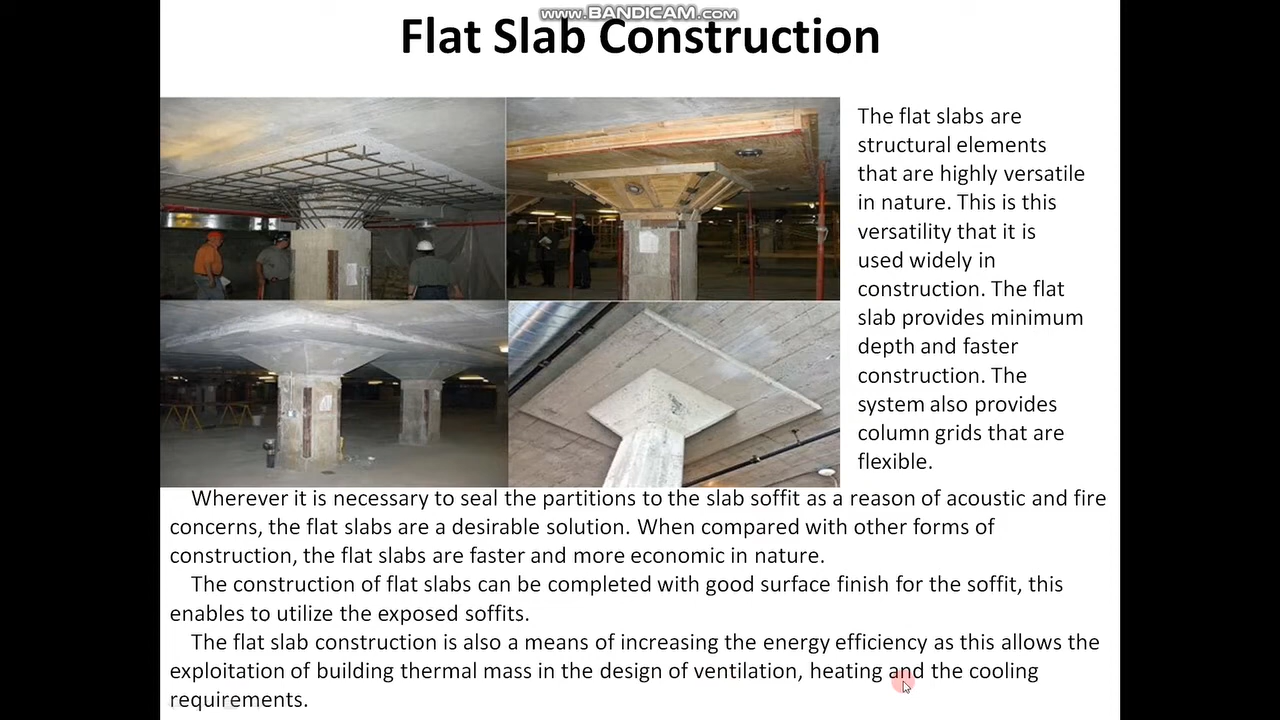 www.BANDICAM.com
Flat Slab Construction
The flat slabs are
structural elements
that are highly versatile
in nature. This is this
versatility that it is
used widely in
construction. The flat
slab provides minimum
depth and faster
construction. The
system also provides
column grids that are
flexible.
Wherever it is necessary to seal the partitions to the slab soffit as a reason of acoustic and fire
concerns, the flat slabs are a desirable solution. When compared with other forms of
construction, the flat slabs are faster and more economic in nature.
The construction of flat slabs can be completed with good surface finish for the soffit, this
enables to utilize the exposed soffits.
The flat slab construction is also a means of increasing the energy efficiency as this allows the
exploitation of building thermal mass in the design of ventilation, heating and the cooling
requirements.